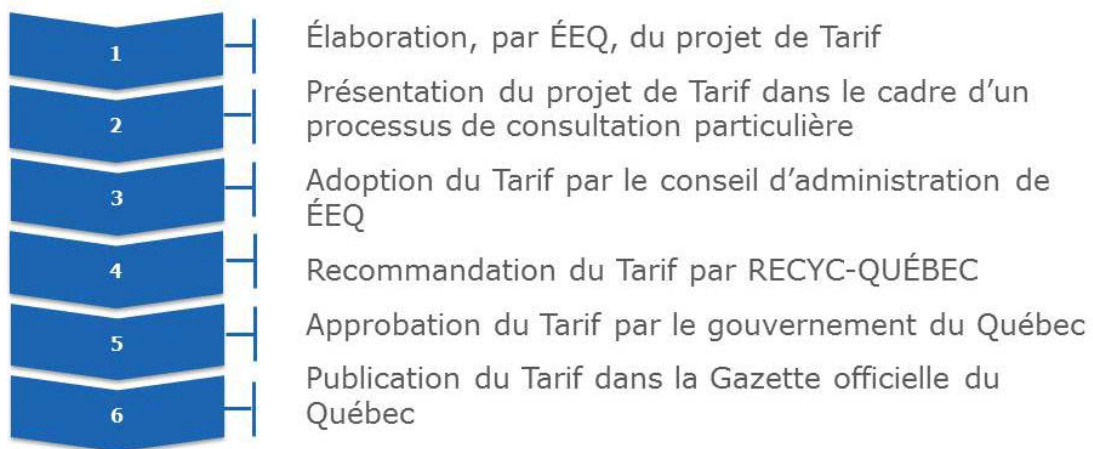 1
Élaboration, par ÉEQ, du projet de Tarif
2
Présentation du projet de Tarif dans le cadre d'un
processus de consultation particulière
3
Adoption du Tarif par le conseil d'administration de
ÉEQ
4
Recommandation du Tarif par RECYC-QUÉBEC
5
Approbation du Tarif par le gouvernement du Québec
6
Publication du Tarif dans la Gazette officielle du
Québec